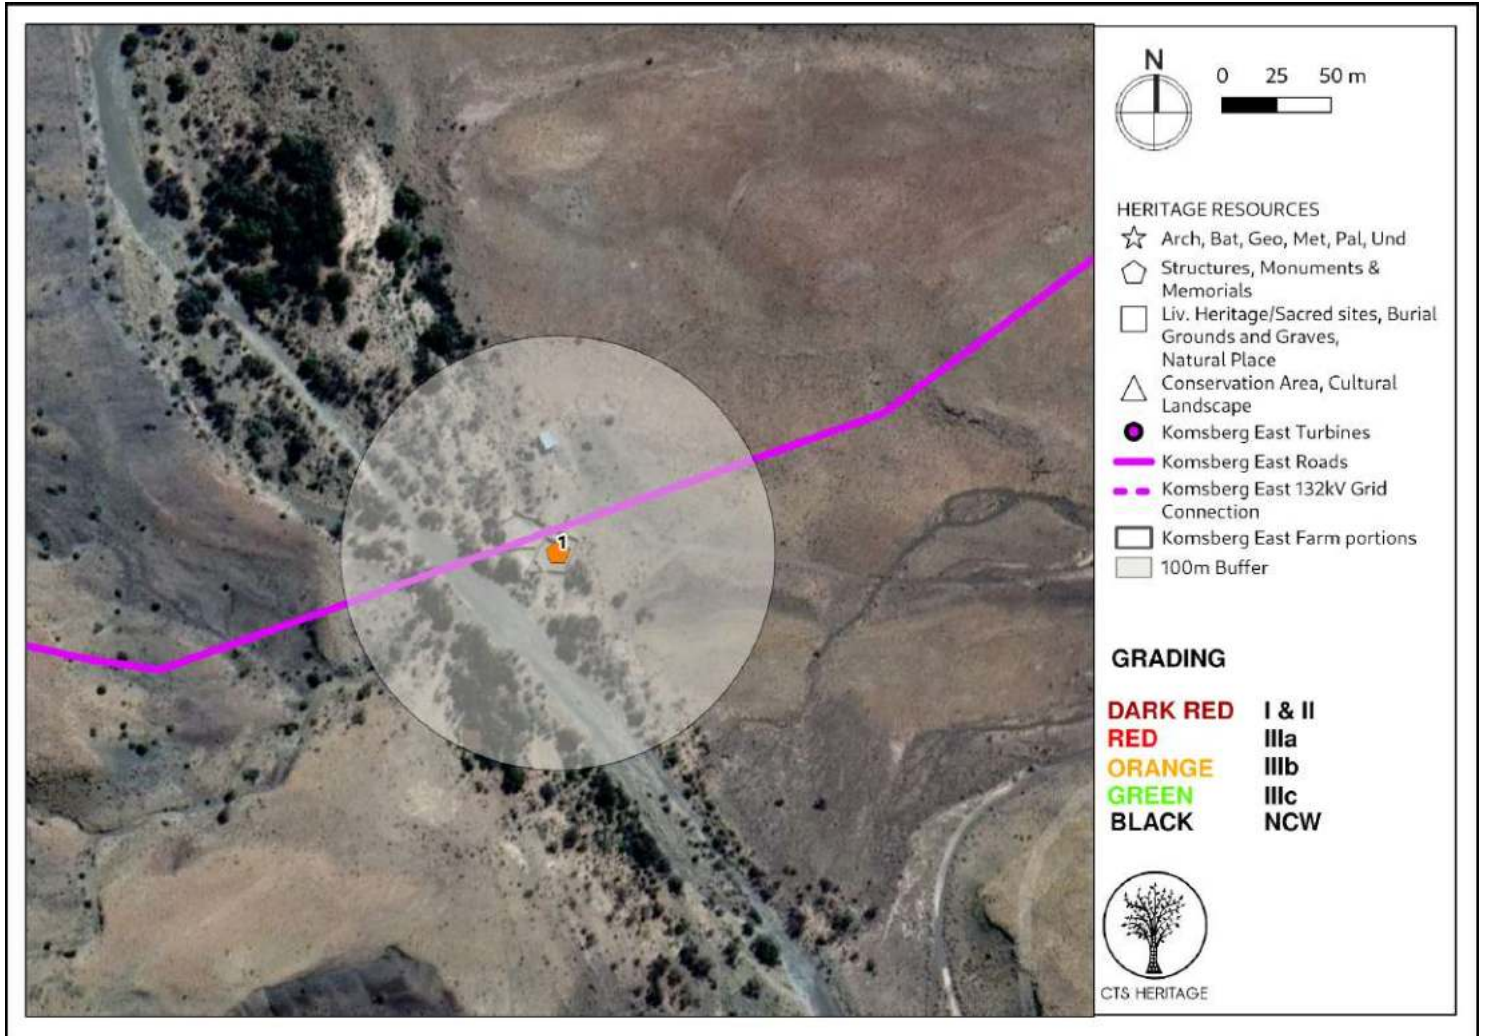 1
N
0 25 50 m
HERITAGE RESOURCES
Arch, Bat, Geo, Met, Pal, Und
Structures, Monuments &
Memorials
Liv. Heritage/Sacred sites, Burial
Grounds and Graves,
Natural Place
Conservation Area, Cultural
Landscape
Komsberg East Turbines
Komsberg East Roads
Komsberg East 132kV Grid
Connection
Komsberg East Farm portions
100m Buffer
GRADING
DARK RED I & II
RED IIIa
ORANGE IIIb
GREEN IIIc
BLACK NCW
CTS HERITAGE